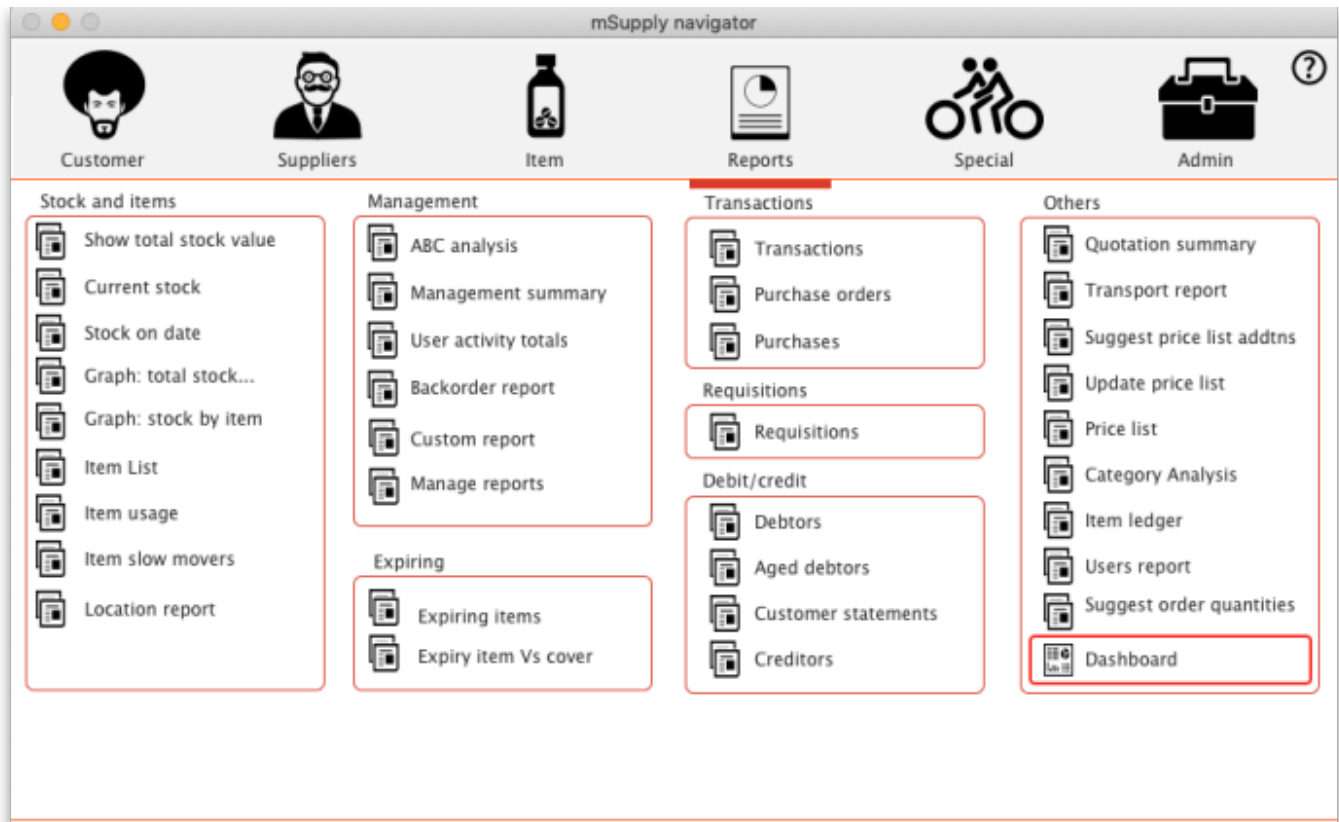 mSupply navigator
?
Customer
Suppliers
Item
Reports
Special
Admin
Stock and items
Show total stock value
Current stock
Stock on date
Graph: total stock...
Graph: stock by item
Item List
Item usage
Item slow movers
Location report
Management
ABC analysis
Management summary
User activity totals
Backorder report
Custom report
Manage reports
Expiring
Expiring items
Expiry item Vs cover
Transactions
Transactions
Purchase orders
Purchases
Requisitions
Requisitions
Debit/credit
Debtors
Aged debtors
Customer statements
Creditors
Others
Quotation summary
Transport report
Suggest price list addtns
Update price list
Price list
Category Analysis
Item ledger
Users report
Suggest order quantities
Dashboard